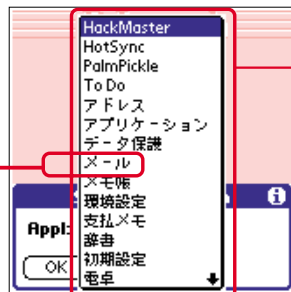 HackMaster
HotSync
PalmPickle
To Do
アドレス
アプリケーション
データ保護
メール
メモ帳
環境設定
支払メモ
辞書
初期設定
電卓
Appl:
OK